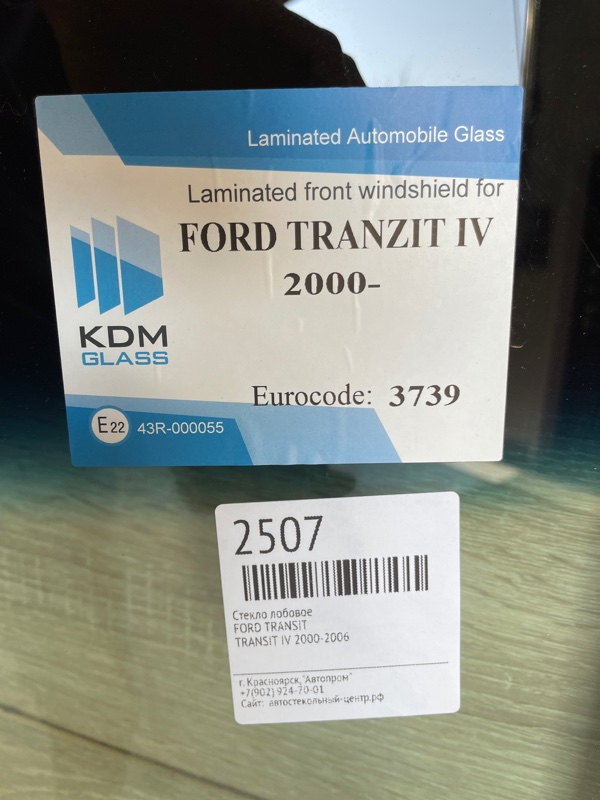 Laminated Automobile Glass
Laminated front windshield for
FORD TRANZIT IV
2000-
KDM
GLASS
Eurocode: 3739
E22 43R-000055
2507
Стекло лобовое
FORD TRANSIT
TRANSIT IV 2000-2006
г. Красноярск,"Автопром"
+7(902) 924-70-01
Сайт: автостекольный-центр.рф